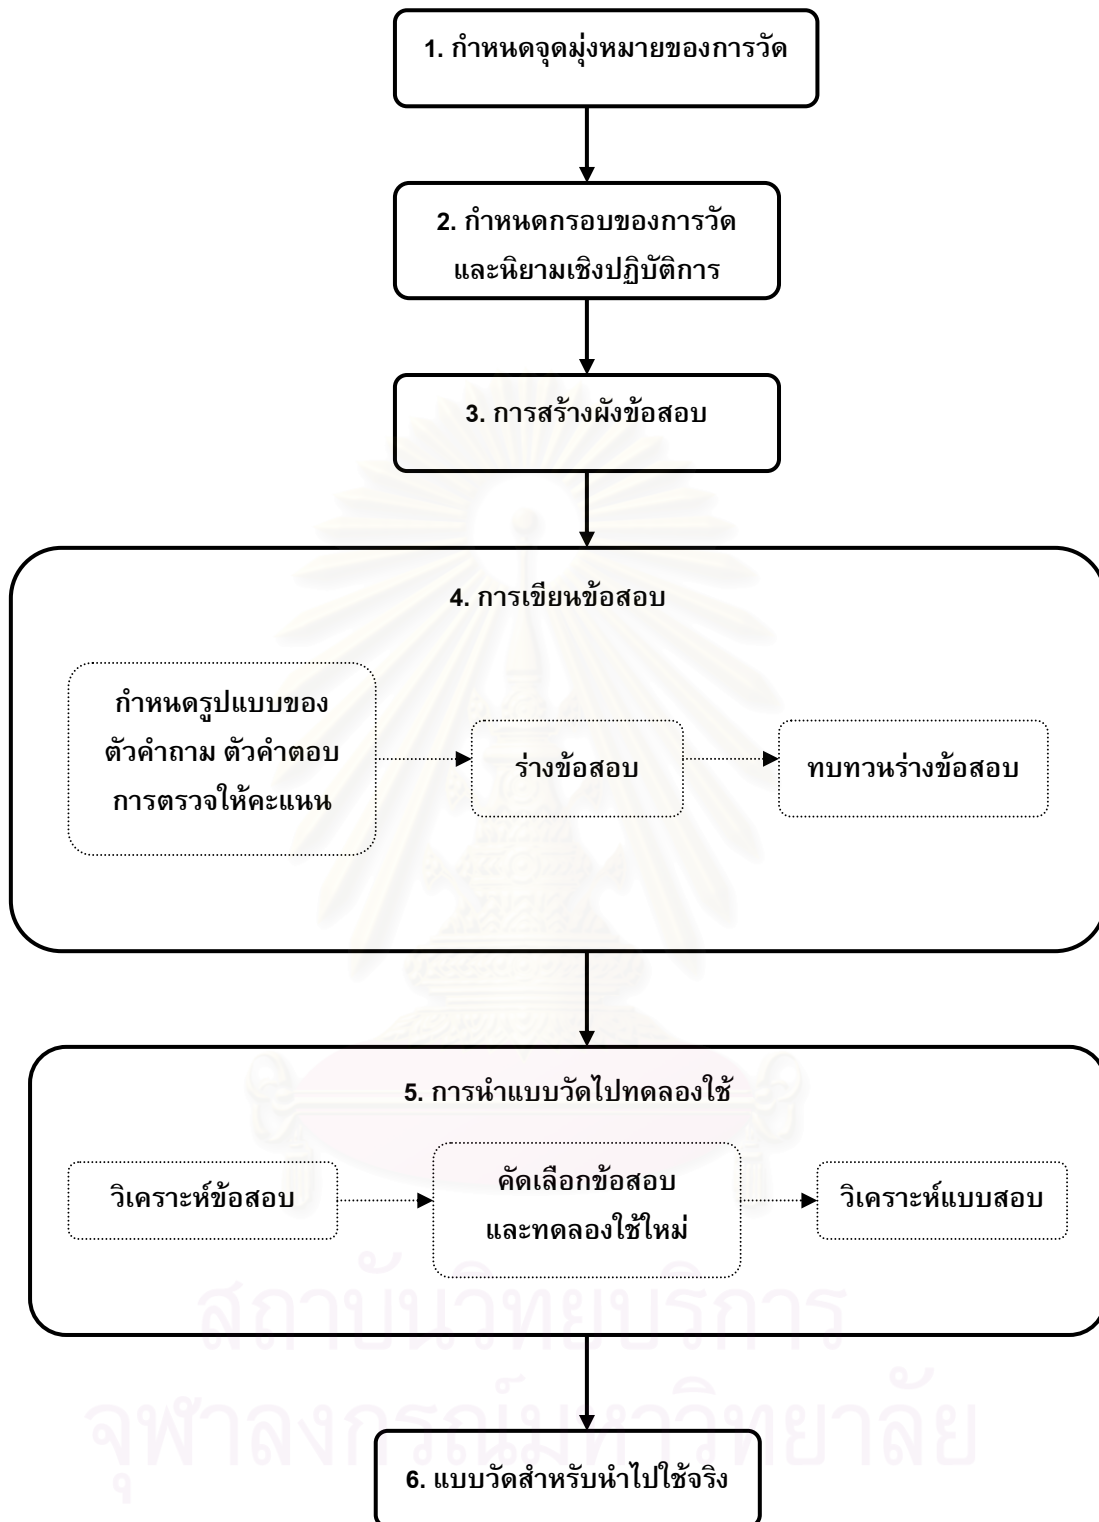 1. กำหนดจุดมุ่งหมายของการวัด
2. กำหนดกรอบของการวัด
และนิยามเชิงปฏิบัติการ
3. การสร้างผังข้อสอบ
4. การเขียนข้อสอบ
กำหนดรูปแบบของ
ตัวคำถาม ตัวคำตอบ
การตรวจให้คะแนน
ร่างข้อสอบ
ทบทวนร่างข้อสอบ
5. การนำแบบวัดไปทดลองใช้
วิเคราะห์ข้อสอบ
คัดเลือกข้อสอบ
และทดลองใช้ใหม่
วิเคราะห์แบบสอบ
สถาบันวิทยบริการ
จุฬาลงกรณ์มหาวิทยาลัย
6. แบบวัดสำหรับนำไปใช้จริง